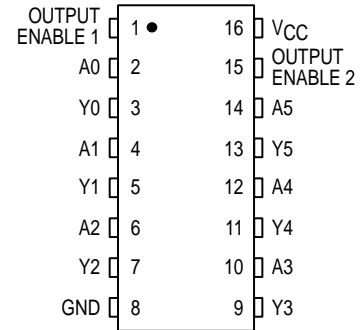 OUTPUT
ENABLE 1 1 16 VCC
A0 2 15 OUTPUT
ENABLE 2
Y0 3 14 A5
A1 4 13 Y5
Y1 5 12 A4
A2 6 11 Y4
Y2 7 10 A3
GND 8 9 Y3